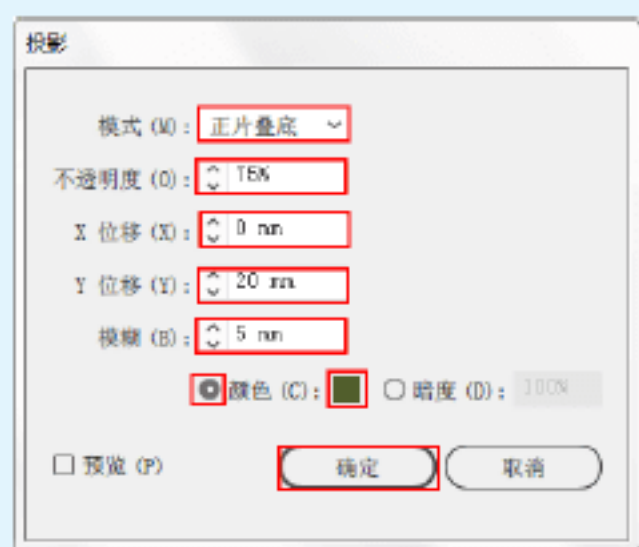 投影
模式 (M): 正片叠底
不透明度 (O): 75%
X 位移 (X): 0 mm
Y 位移 (Y): 20 mm
模糊 (B): 5 mm
颜色 (C): 暗度 (D): 100%
预览 (P) 确定 取消